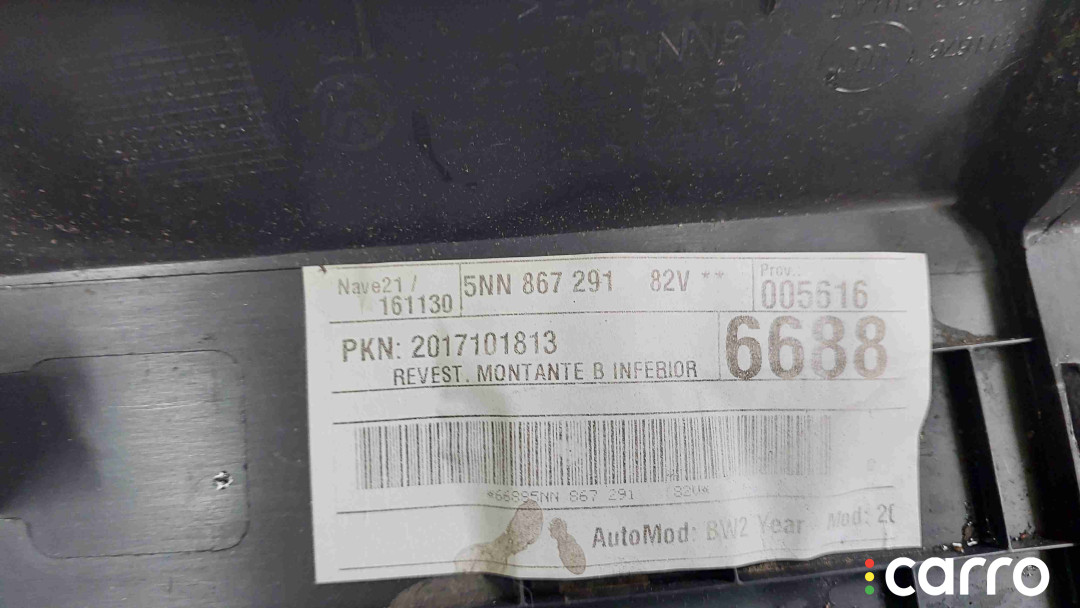 Nave21 /
161130
5NN 867 291 82V **
Prov.:
005616
PKN: 2017101813
6688
REVEST. MONTANTE B INFERIOR
*66885NN 867 291 82V*
AutoMod: BW2 Year Mod: 20
carro